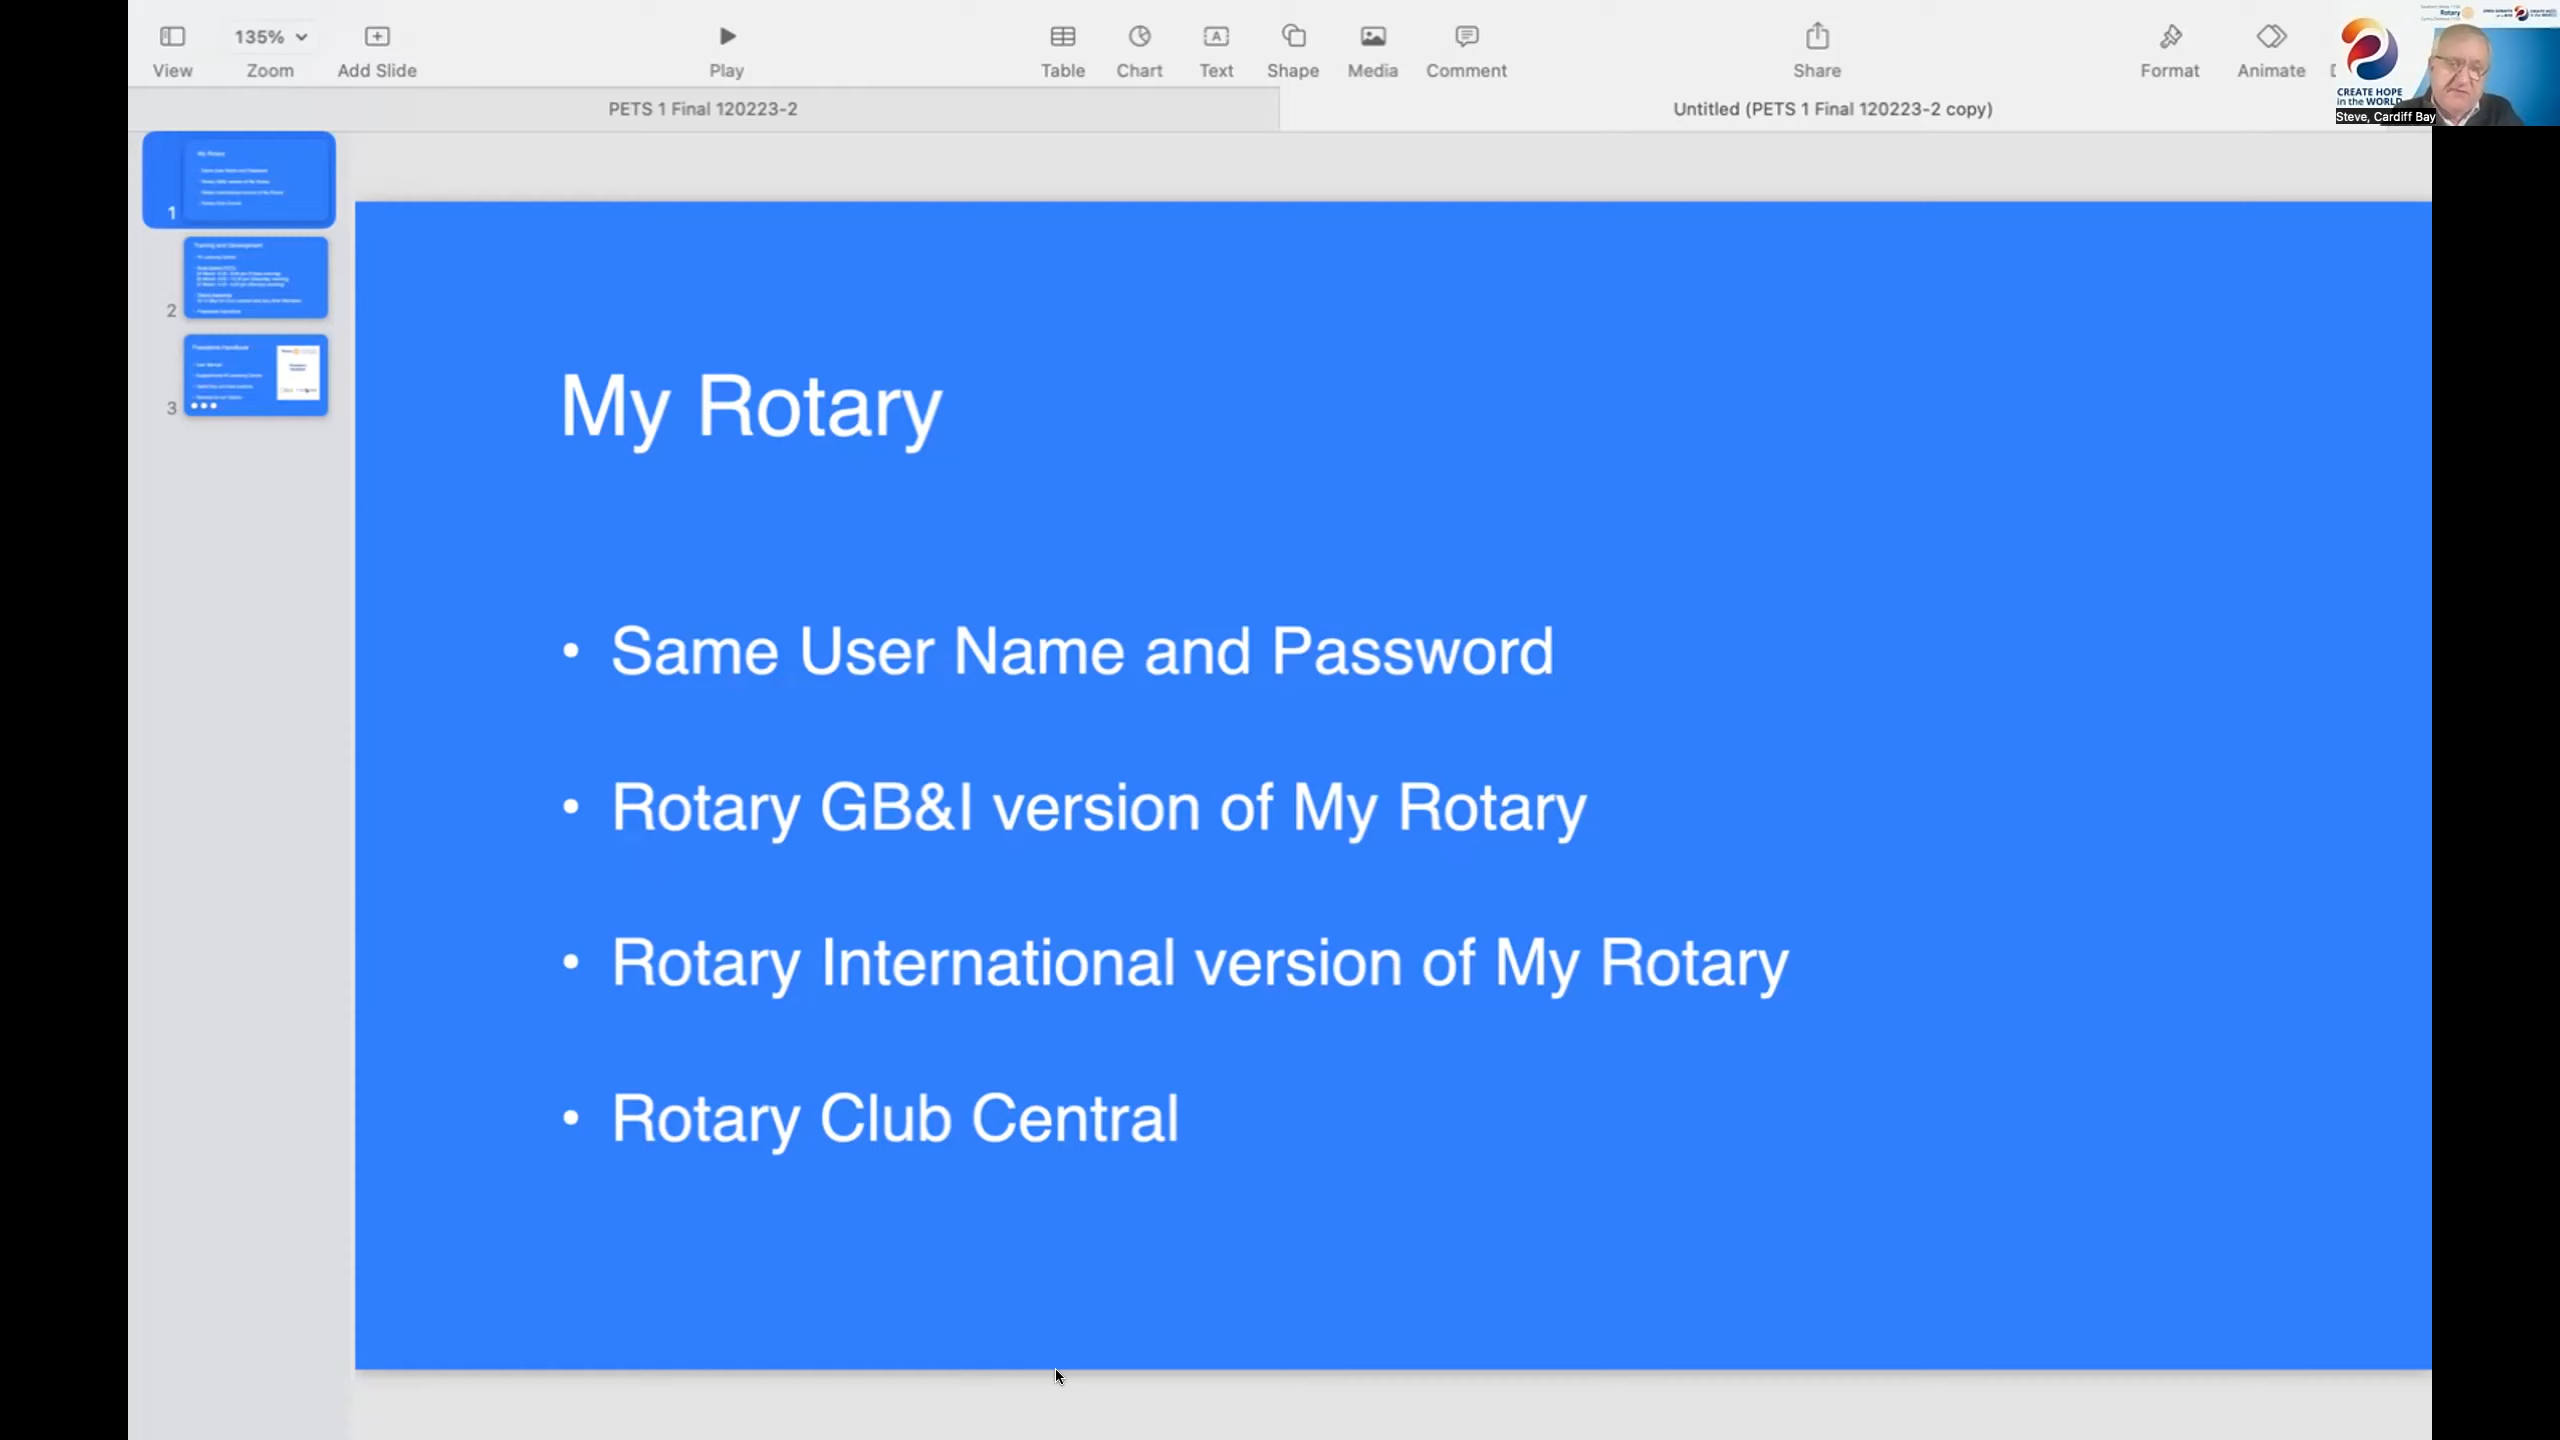 135%
View
Zoom
Add Slide
Play
Table
Chart
Text
Shape
Media
Comment
Share
Format
Animate
CREATE HOPE
in the WORLD
Steve, Cardiff Bay
PETS 1 Final 120223-2
Untitled (PETS 1 Final 120223-2 copy)
1
2
3
My Rotary
• Same User Name and Password
• Rotary GB&I version of My Rotary
• Rotary International version of My Rotary
• Rotary Club Central